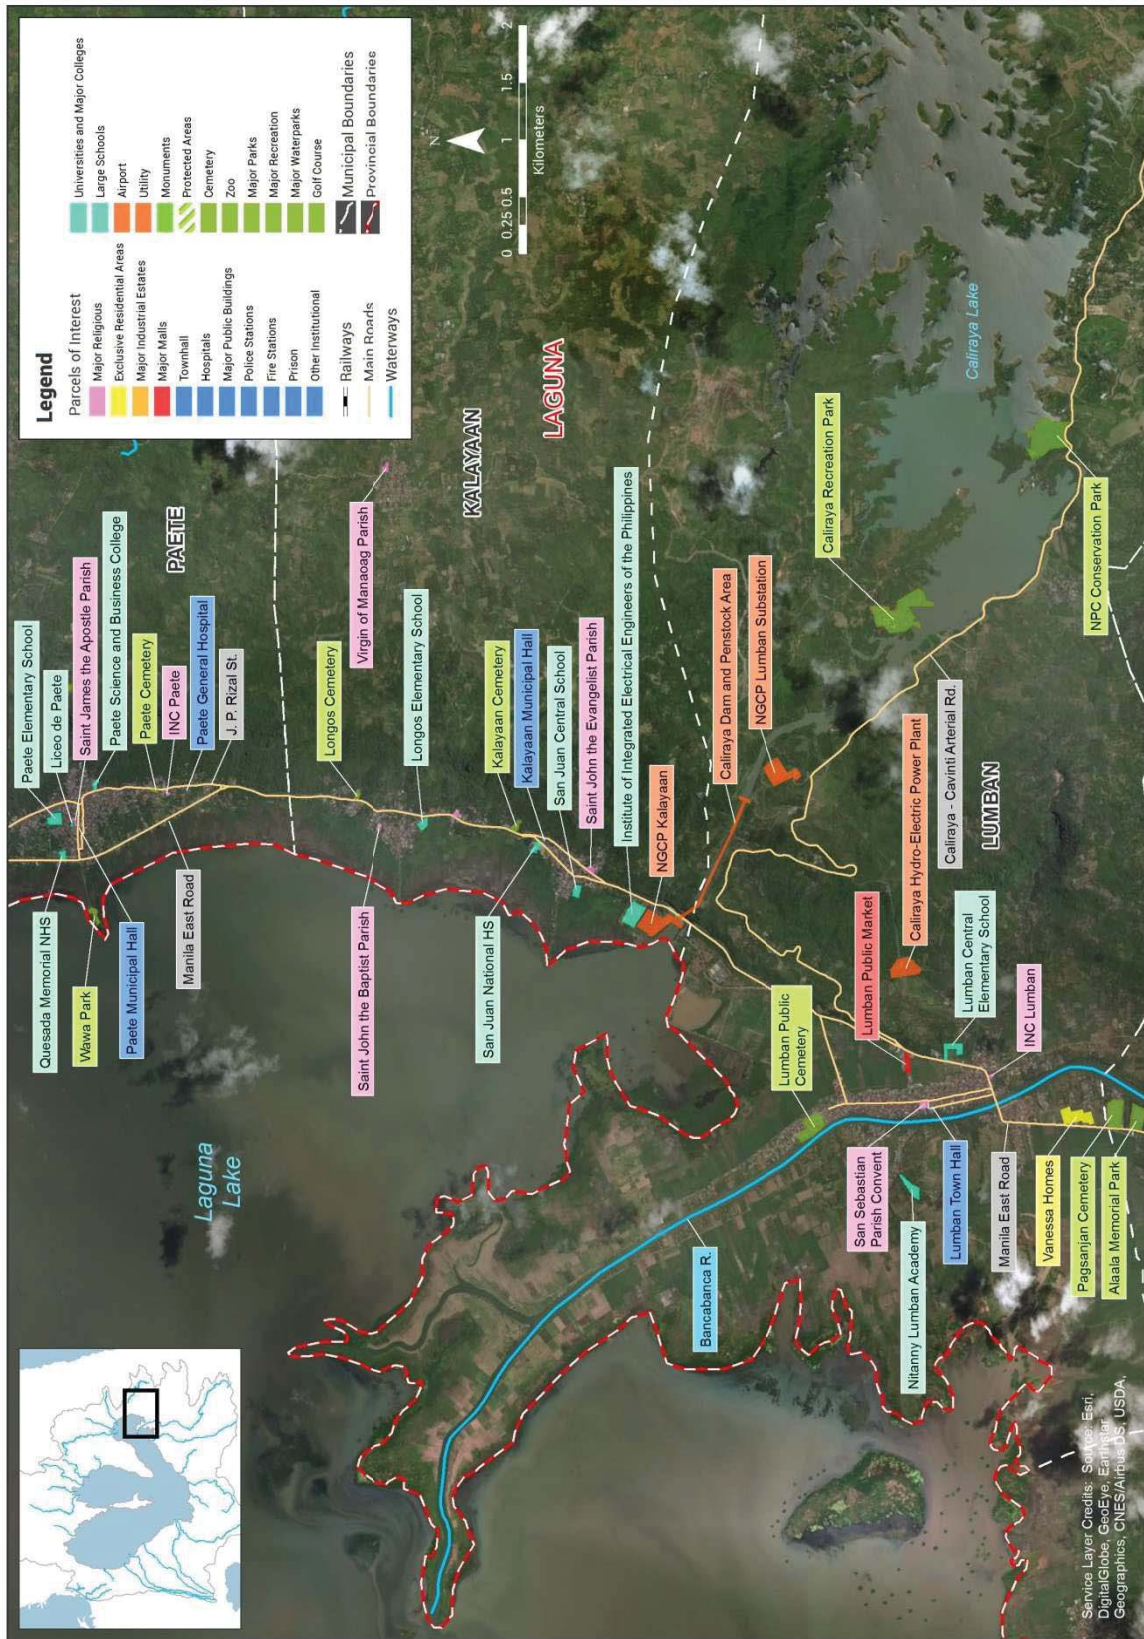 Legend
Parcels of Interest
Major Religious
Exclusive Residential Areas
Major Industrial Estates
Major Malls
Townhall
Hospitals
Major Public Buildings
Police Stations
Fire Stations
Prison
Other Institutional
Railways
Main Roads
Waterways
Universities and Major Colleges
Large Schools
Airport
Utility
Monuments
Protected Areas
Cemetery
Zoo
Major Parks
Major Recreation
Major Waterparks
Golf Course
Municipal Boundaries
Provincial Boundaries
N
0 0.25 0.5 1 1.5 2
Kilometers
Paete Elementary School
Liceo de Paete
Saint James the Apostle Parish
Paete Science and Business College
PAETE
Paete Cemetery
INC Paete
Paete General Hospital
J. P. Rizal St.
Quesada Memorial NHS
Wawa Park
Paete Municipal Hall
Manila East Road
Laguna
Lake
Longos Cemetery
Virgin of Manaoag Parish
Saint John the Baptist Parish
Longos Elementary School
KALAYAAN
Kalayaan Cemetery
Kalayaan Municipal Hall
San Juan National HS
San Juan Central School
Saint John the Evangelist Parish
LAGUNA
Institute of Integrated Electrical Engineers of the Philippines
NGCP Kalayaan
Caliraya Dam and Penstock Area
NGCP Lumban Substation
Caliraya Recreation Park
Caliraya Lake
Bancabanca R.
Lumban Public
Cemetery
Lumban Public Market
Caliraya Hydro-Electric Power Plant
Caliraya - Cavinti Arterial Rd.
LUMBAN
San Sebastian
Parish Convent
Nitanny Lumban Academy
Lumban Town Hall
Lumban Central
Elementary School
INC Lumban
Manila East Road
Vanessa Homes
Pagsanjan Cemetery
Alaala Memorial Park
NPC Conservation Park
Service Layer Credits: Source: Esri,
DigitalGlobe, GeoEye, Earthstar
Geographics, CNES/Airbus DS, USDA,